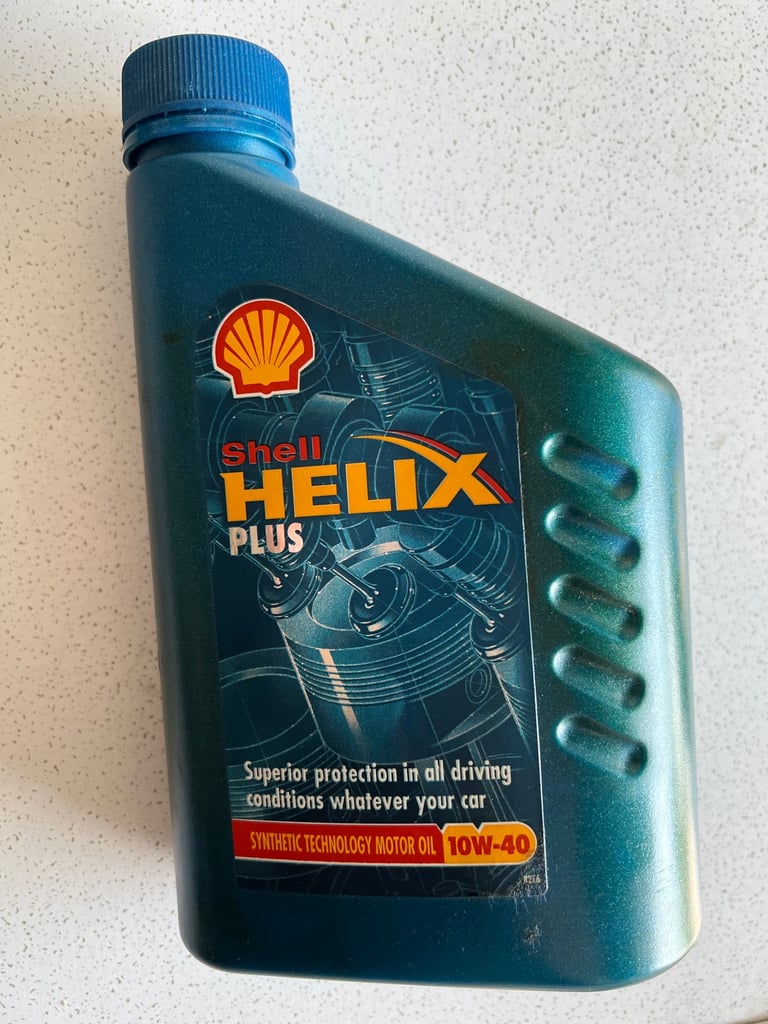 Shell
HELIX
PLUS
Superior protection in all driving
conditions whatever your car
SYNTHETIC TECHNOLOGY MOTOR OIL 10W-40